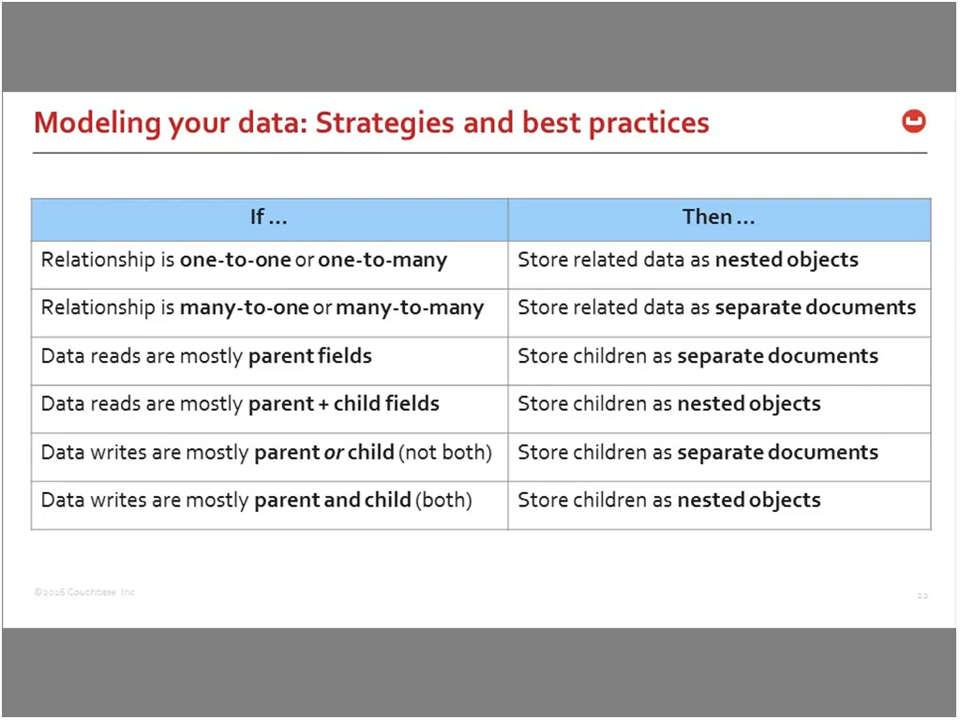 Modeling your data: Strategies and best practices
If ... Then ...
Relationship is one-to-one or one-to-many Store related data as nested objects
Relationship is many-to-one or many-to-many Store related data as separate documents
Data reads are mostly parent fields Store children as separate documents
Data reads are mostly parent + child fields Store children as nested objects
Data writes are mostly parent or child (not both) Store children as separate documents
Data writes are mostly parent and child (both) Store children as nested objects
©2016 Couchbase Inc
22